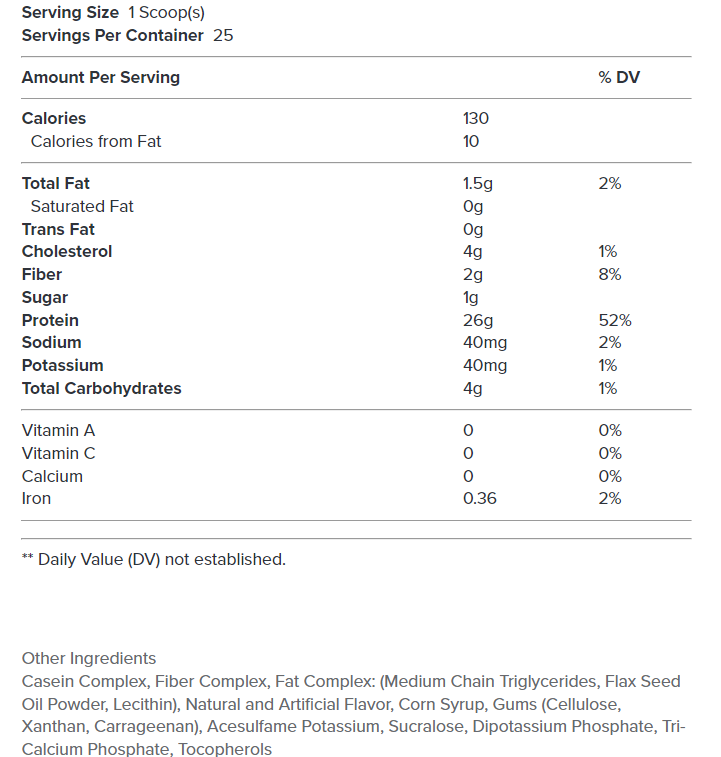 Serving Size 1 Scoop(s)
Servings Per Container 25
Amount Per Serving % DV
Calories 130
Calories from Fat 10
Total Fat 1.5g 2%
Saturated Fat 0g
Trans Fat 0g
Cholesterol 4g 1%
Fiber 2g 8%
Sugar 1g
Protein 26g 52%
Sodium 40mg 2%
Potassium 40mg 1%
Total Carbohydrates 4g 1%
Vitamin A 0 0%
Vitamin C 0 0%
Calcium 0 0%
Iron 0.36 2%
** Daily Value (DV) not established.
Other Ingredients
Casein Complex, Fiber Complex, Fat Complex: (Medium Chain Triglycerides, Flax Seed
Oil Powder, Lecithin), Natural and Artificial Flavor, Corn Syrup, Gums (Cellulose,
Xanthan, Carrageenan), Acesulfame Potassium, Sucralose, Dipotassium Phosphate, Tri-
Calcium Phosphate, Tocopherols